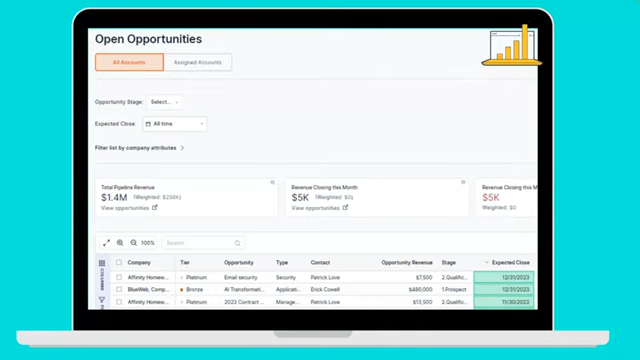 Open Opportunities
All Accounts Assigned Accounts
Opportunity Stage: Select...
Expected Close: All time
Filter list by company attributes
Total Pipeline Revenue Revenue Closing this Month Revenue Closing this Month
$1.4M (Weighted: $258K) $5K (Weighted: $0) $5K
View opportunities View opportunities Weighted: $0
100% Search
Company Tier Opportunity Type Contact Opportunity Revenue Stage Expected Close
COLUMNS
Affinity Homew... Platinum Email security Security Patrick Love $7,500 2.Qualific... 12/31/2023
BlueWeb, Comp... Bronze AI Transformati... Applicati... Erick Cowell $480,000 1.Prospect 12/31/2023
Affinity Homew... Platinum 2023 Contract ... Manage... Patrick Love $13,500 2.Qualific... 11/30/2023